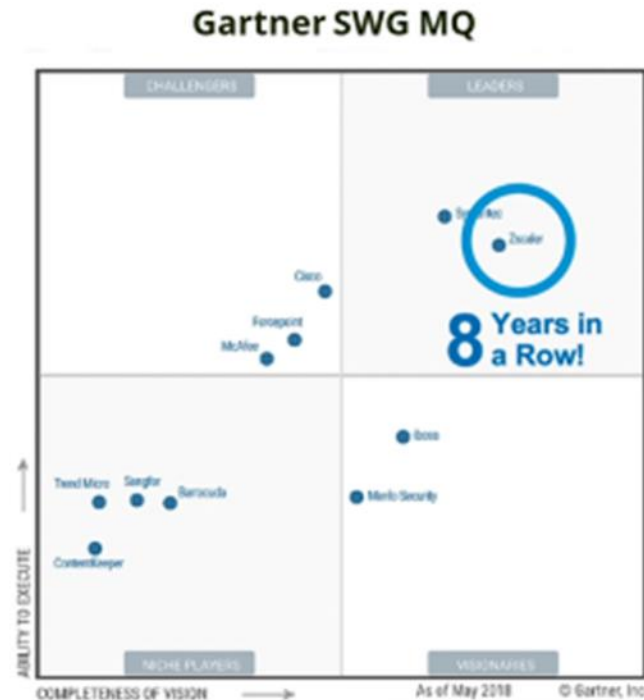 Gartner SWG MQ
CHALLENGERS
LEADERS
Symantec
Zscaler
Cisco
8 Years in
a Row!
Forcepoint
McAfee
iboss
Trend Micro
Sangfor
Barracuda
Menlo Security
ContentKeeper
ABILITY TO EXECUTE
NICHE PLAYERS
VISIONARIES
COMPLETENESS OF VISION
As of May 2018
© Gartner, Inc